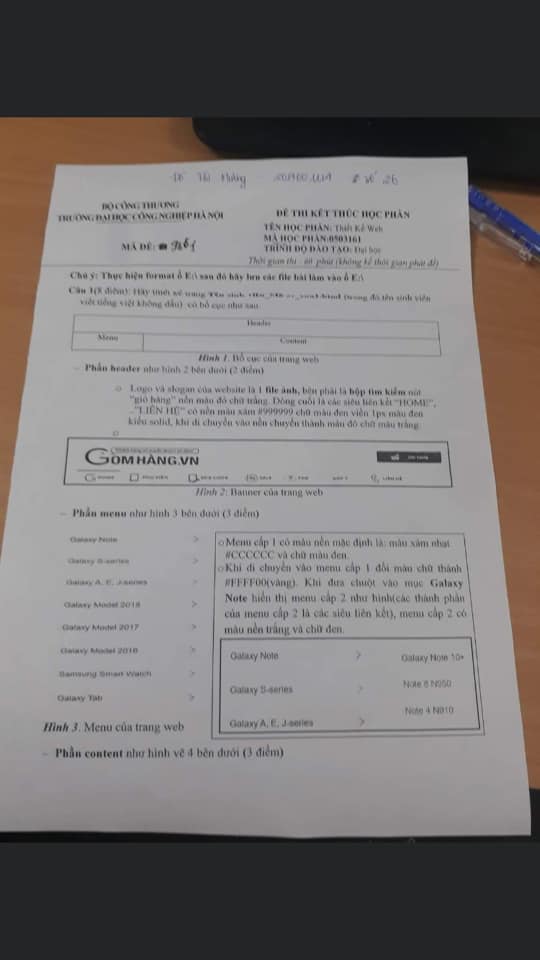 BỘ CÔNG THƯƠNG
TRƯỜNG ĐẠI HỌC CÔNG NGHIỆP HÀ NỘI
MÃ ĐỀ:
ĐỀ THI KẾT THÚC HỌC PHẦN
TÊN HỌC PHẦN: Thiết Kế Web
MÃ HỌC PHẦN:0503161
TRÌNH ĐỘ ĐÀO TẠO: Đại học
Thời gian thi : 60 phút (không kể thời gian phát đề)
Chú ý: Thực hiện format ổ E:\ sau đó hãy lưu các file bài làm vào ổ E:\
Câu 1(8 điểm): Hãy thiết kế trang (trong đó tên sinh viên
viết tiếng việt không dấu) có bố cục như sau:
Header
Menu Content
Hình 1. Bố cục của trang web
– Phần header như hình 2 bên dưới (2 điểm)
o Logo và slogan của website là 1 file ảnh, bên phải là hộp tìm kiếm nút
"giỏ hàng" nền màu đỏ chữ trắng. Dòng cuối là các siêu liên kết "HOME",
..."LIÊN HỆ" có nền màu xám #999999 chữ màu đen viền 1px màu đen
kiểu solid, khi di chuyển vào nền chuyển thành màu đỏ chữ màu trắng.
GOMHÀNG.VN
HOME PHỤ KIỆN LIÊN HỆ
Hình 2: Banner của trang web
– Phần menu như hình 3 bên dưới (3 điểm)
Galaxy Note >
Galaxy S-series >
Galaxy A, E, J-series >
Galaxy Model 2018 >
Galaxy Model 2017 >
Galaxy Model 2016 >
Samsung Smart Watch >
Galaxy Tab >
Hình 3. Menu của trang web
o Menu cấp 1 có màu nền mặc định là: màu xám nhạt
#CCCCCC và chữ màu đen.
o Khi di chuyển vào menu cấp 1 đổi màu chữ thành
#FFFF00(vàng). Khi đưa chuột vào mục Galaxy
Note hiển thị menu cấp 2 như hình(các thành phần
của menu cấp 2 là các siêu liên kết), menu cấp 2 có
màu nền trắng và chữ đen.
Galaxy Note > Galaxy Note 10+
Galaxy S-series > Note 8 N950
Note 4 N910
Galaxy A, E, J-series >
– Phần content như hình vẽ 4 bên dưới (3 điểm)